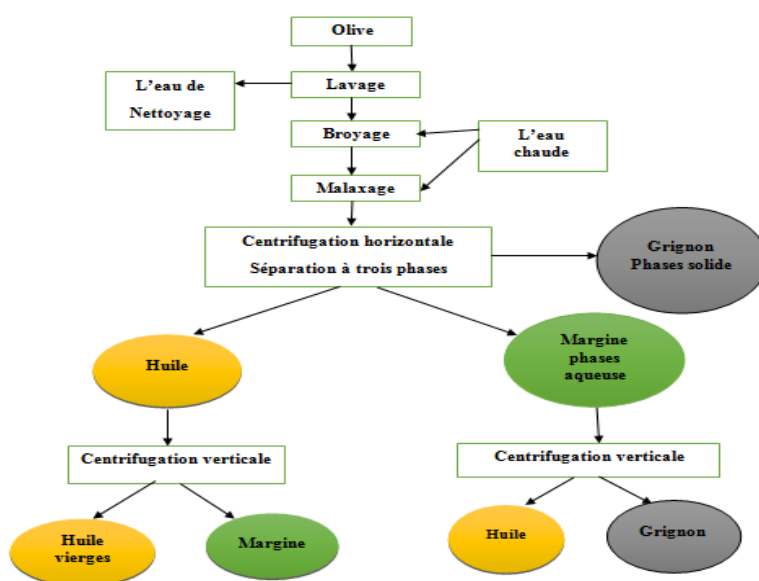 Olive
Lavage
L'eau de
Nettoyage
Broyage
L'eau
chaude
Malaxage
Centrifugation horizontale
Séparation à trois phases
Grignon
Phases solide
Huile
Margine
phases
aqueuse
Centrifugation verticale
Centrifugation verticale
Huile
vierges
Margine
Huile
Grignon